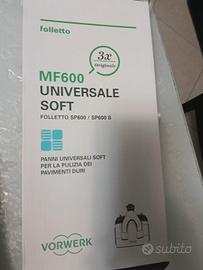 folletto
3x
Originale
MF600
UNIVERSALE
SOFT
FOLLETTO SP600 / SP600 S
PANNI UNIVERSALI SOFT
PER LA PULIZIA DEI
PAVIMENTI DURI
VORWERK
subito